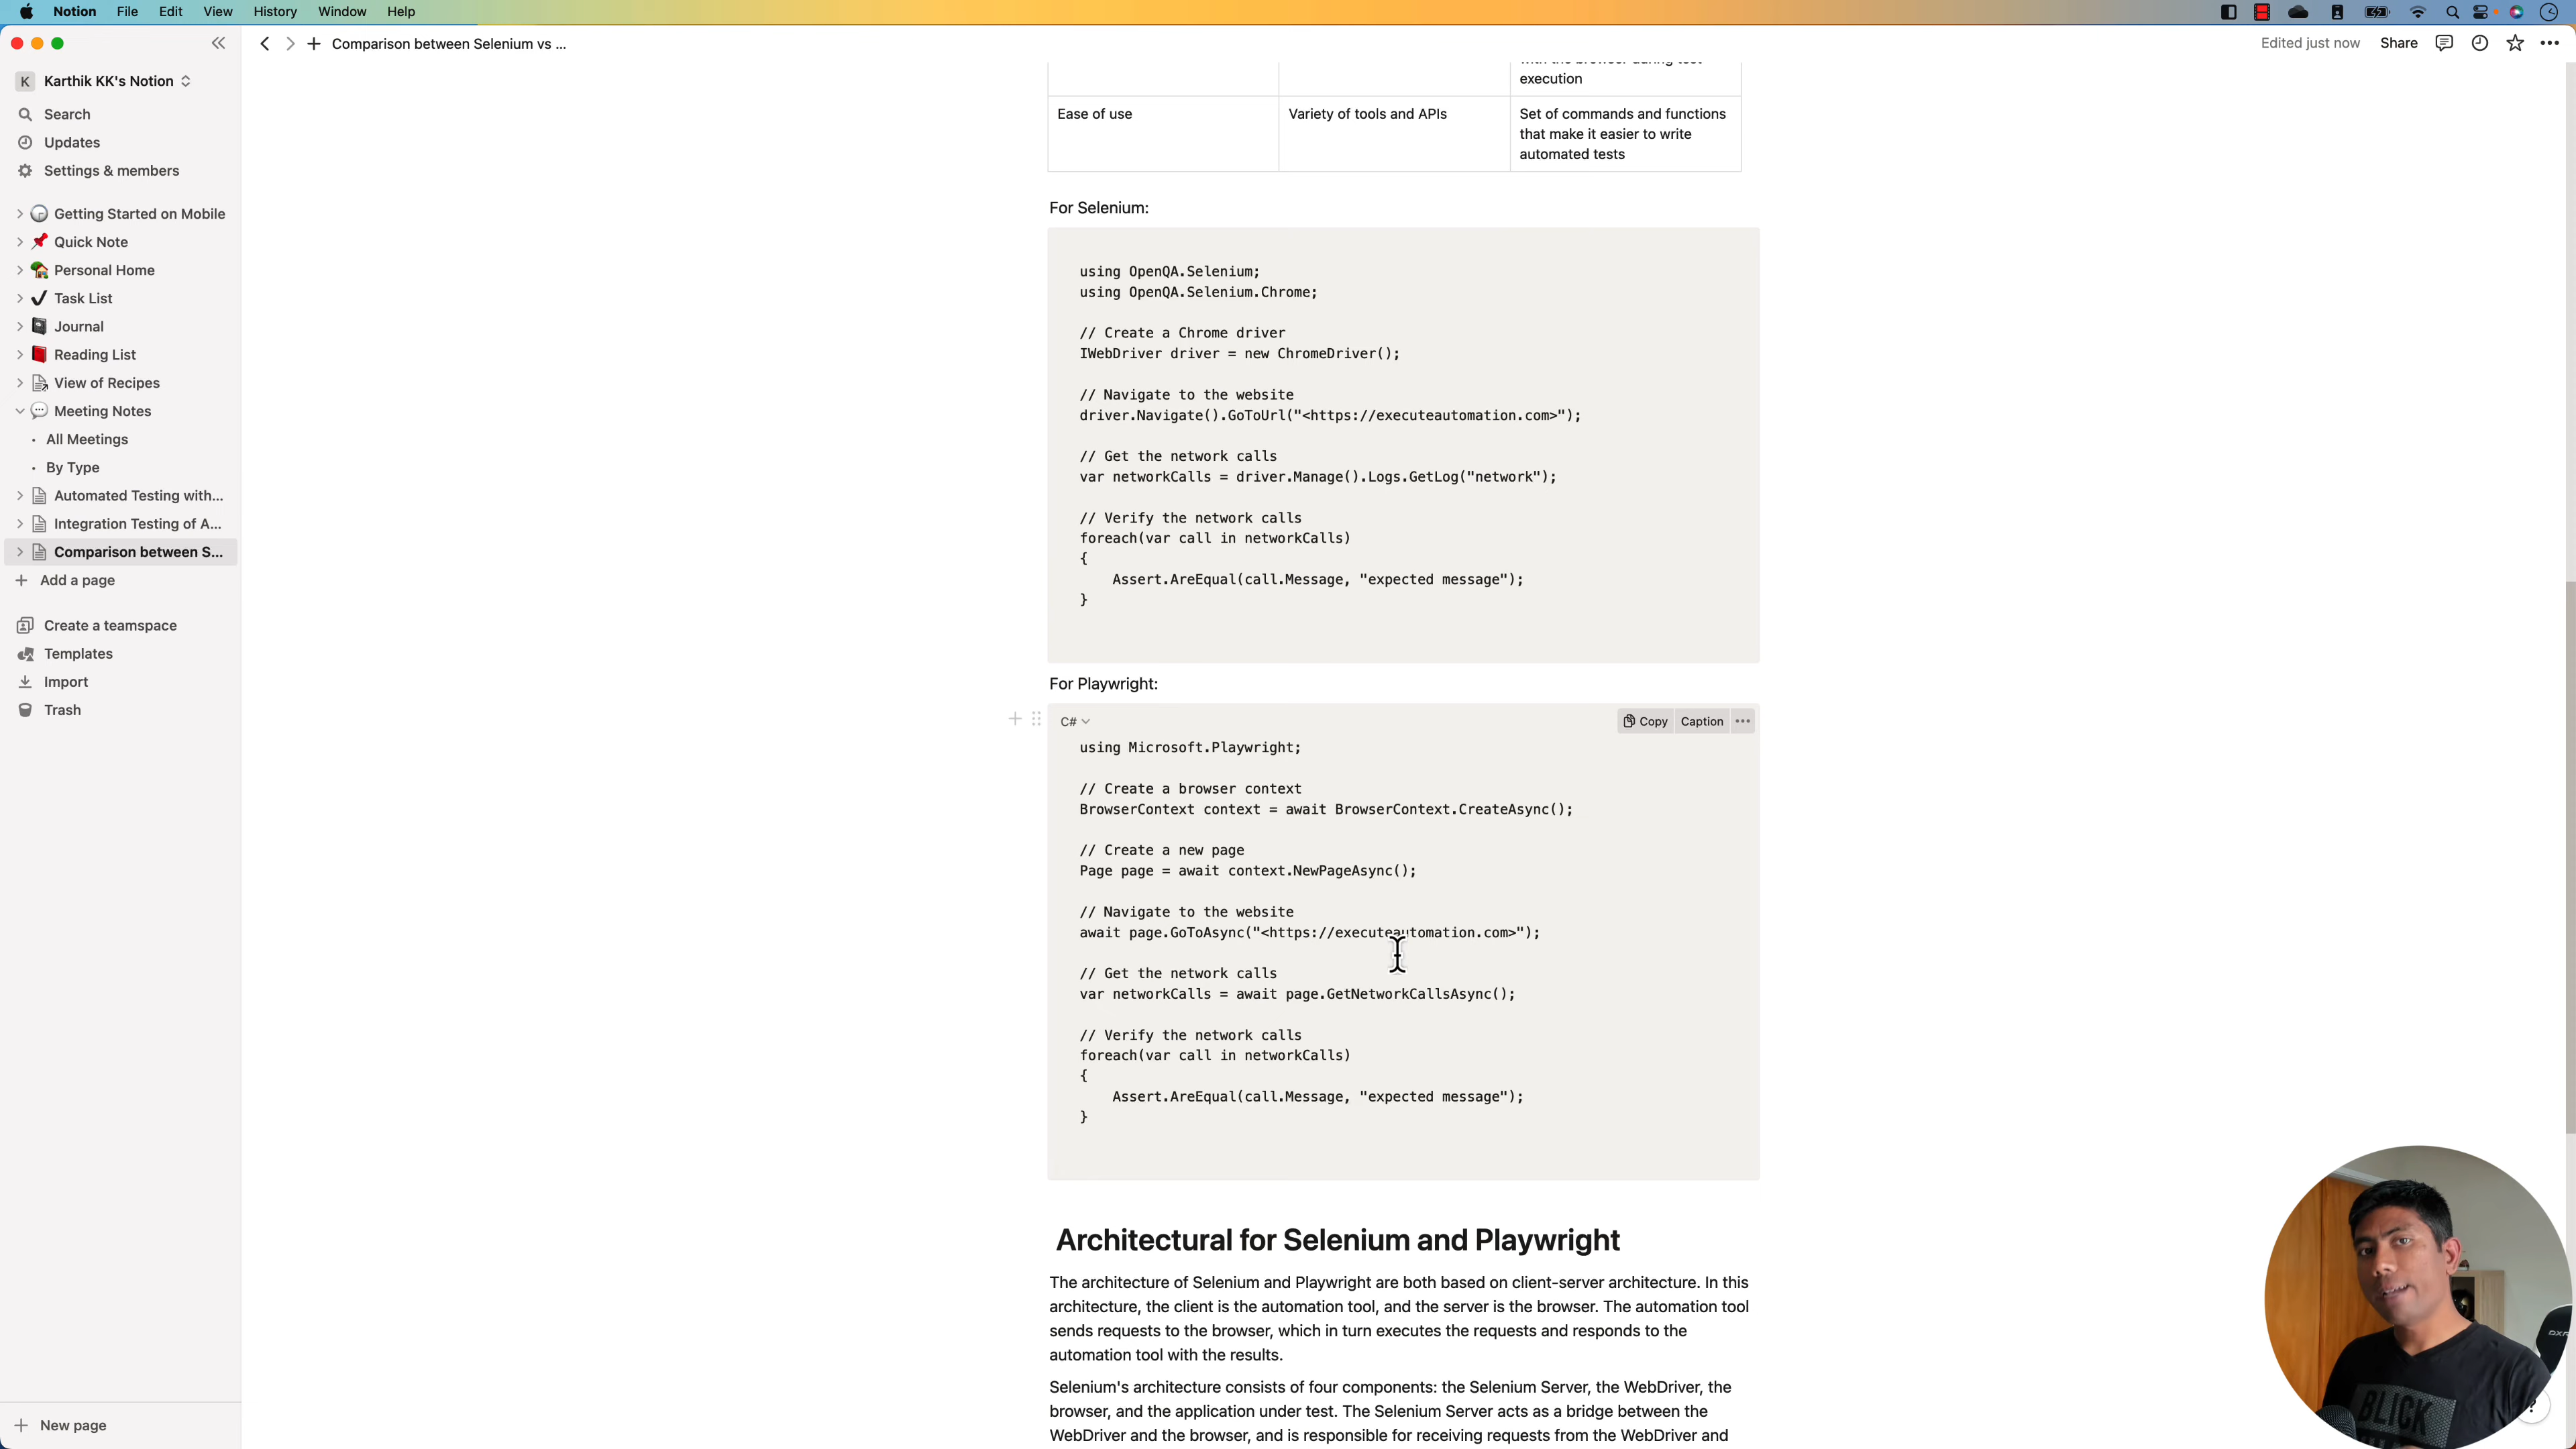 Notion File Edit View History Window Help
Comparison between Selenium vs ...
Edited just now Share
K Karthik KK's Notion
Search
Updates
Settings & members
Getting Started on Mobile
Quick Note
Personal Home
Task List
Journal
Reading List
View of Recipes
Meeting Notes
All Meetings
By Type
Automated Testing with...
Integration Testing of A...
Comparison between S...
Add a page
Create a teamspace
Templates
Import
Trash
New page
with the browser during test
execution
Ease of use Variety of tools and APIs Set of commands and functions
that make it easier to write
automated tests
For Selenium:
using OpenQA.Selenium;
using OpenQA.Selenium.Chrome;
// Create a Chrome driver
IWebDriver driver = new ChromeDriver();
// Navigate to the website
driver.Navigate().GoToUrl("<https://executeautomation.com>");
// Get the network calls
var networkCalls = driver.Manage().Logs.GetLog("network");
// Verify the network calls
foreach(var call in networkCalls)
{
    Assert.AreEqual(call.Message, "expected message");
}
For Playwright:
C# Copy Caption
using Microsoft.Playwright;
// Create a browser context
BrowserContext context = await BrowserContext.CreateAsync();
// Create a new page
Page page = await context.NewPageAsync();
// Navigate to the website
await page.GoToAsync("<https://executeautomation.com>");
// Get the network calls
var networkCalls = await page.GetNetworkCallsAsync();
// Verify the network calls
foreach(var call in networkCalls)
{
    Assert.AreEqual(call.Message, "expected message");
}
Architectural for Selenium and Playwright
The architecture of Selenium and Playwright are both based on client-server architecture. In this
architecture, the client is the automation tool, and the server is the browser. The automation tool
sends requests to the browser, which in turn executes the requests and responds to the
automation tool with the results.
Selenium's architecture consists of four components: the Selenium Server, the WebDriver, the
browser, and the application under test. The Selenium Server acts as a bridge between the
WebDriver and the browser, and is responsible for receiving requests from the WebDriver and
BLICK
?